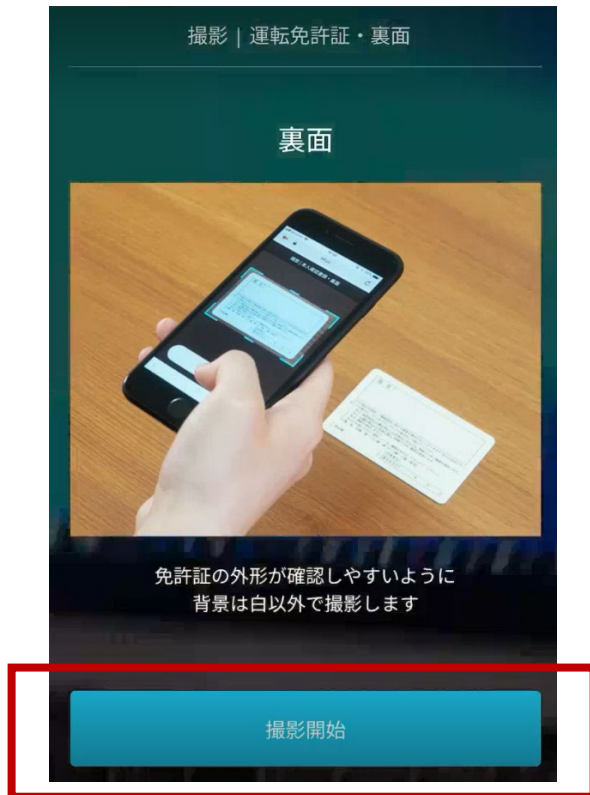 撮影 | 運転免許証・裏面
裏面
免許証の外形が確認しやすいように
背景は白以外で撮影します
撮影開始